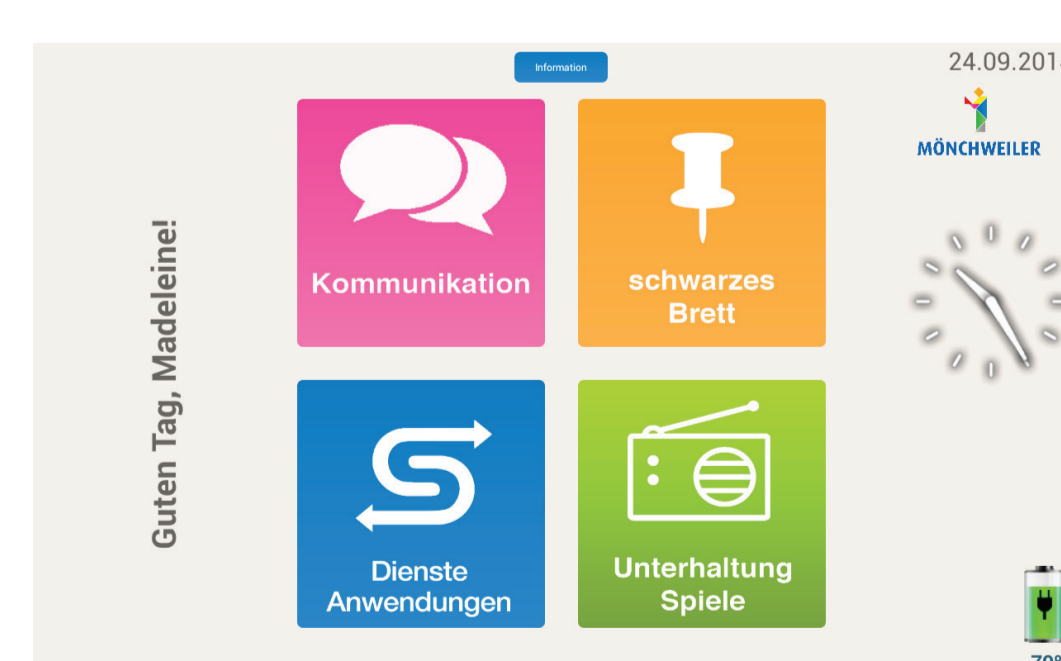 Information
24.09.201
MÖNCHWEILER
Guten Tag, Madeleine!
Kommunikation
schwarzes
Brett
Dienste
Anwendungen
Unterhaltung
Spiele